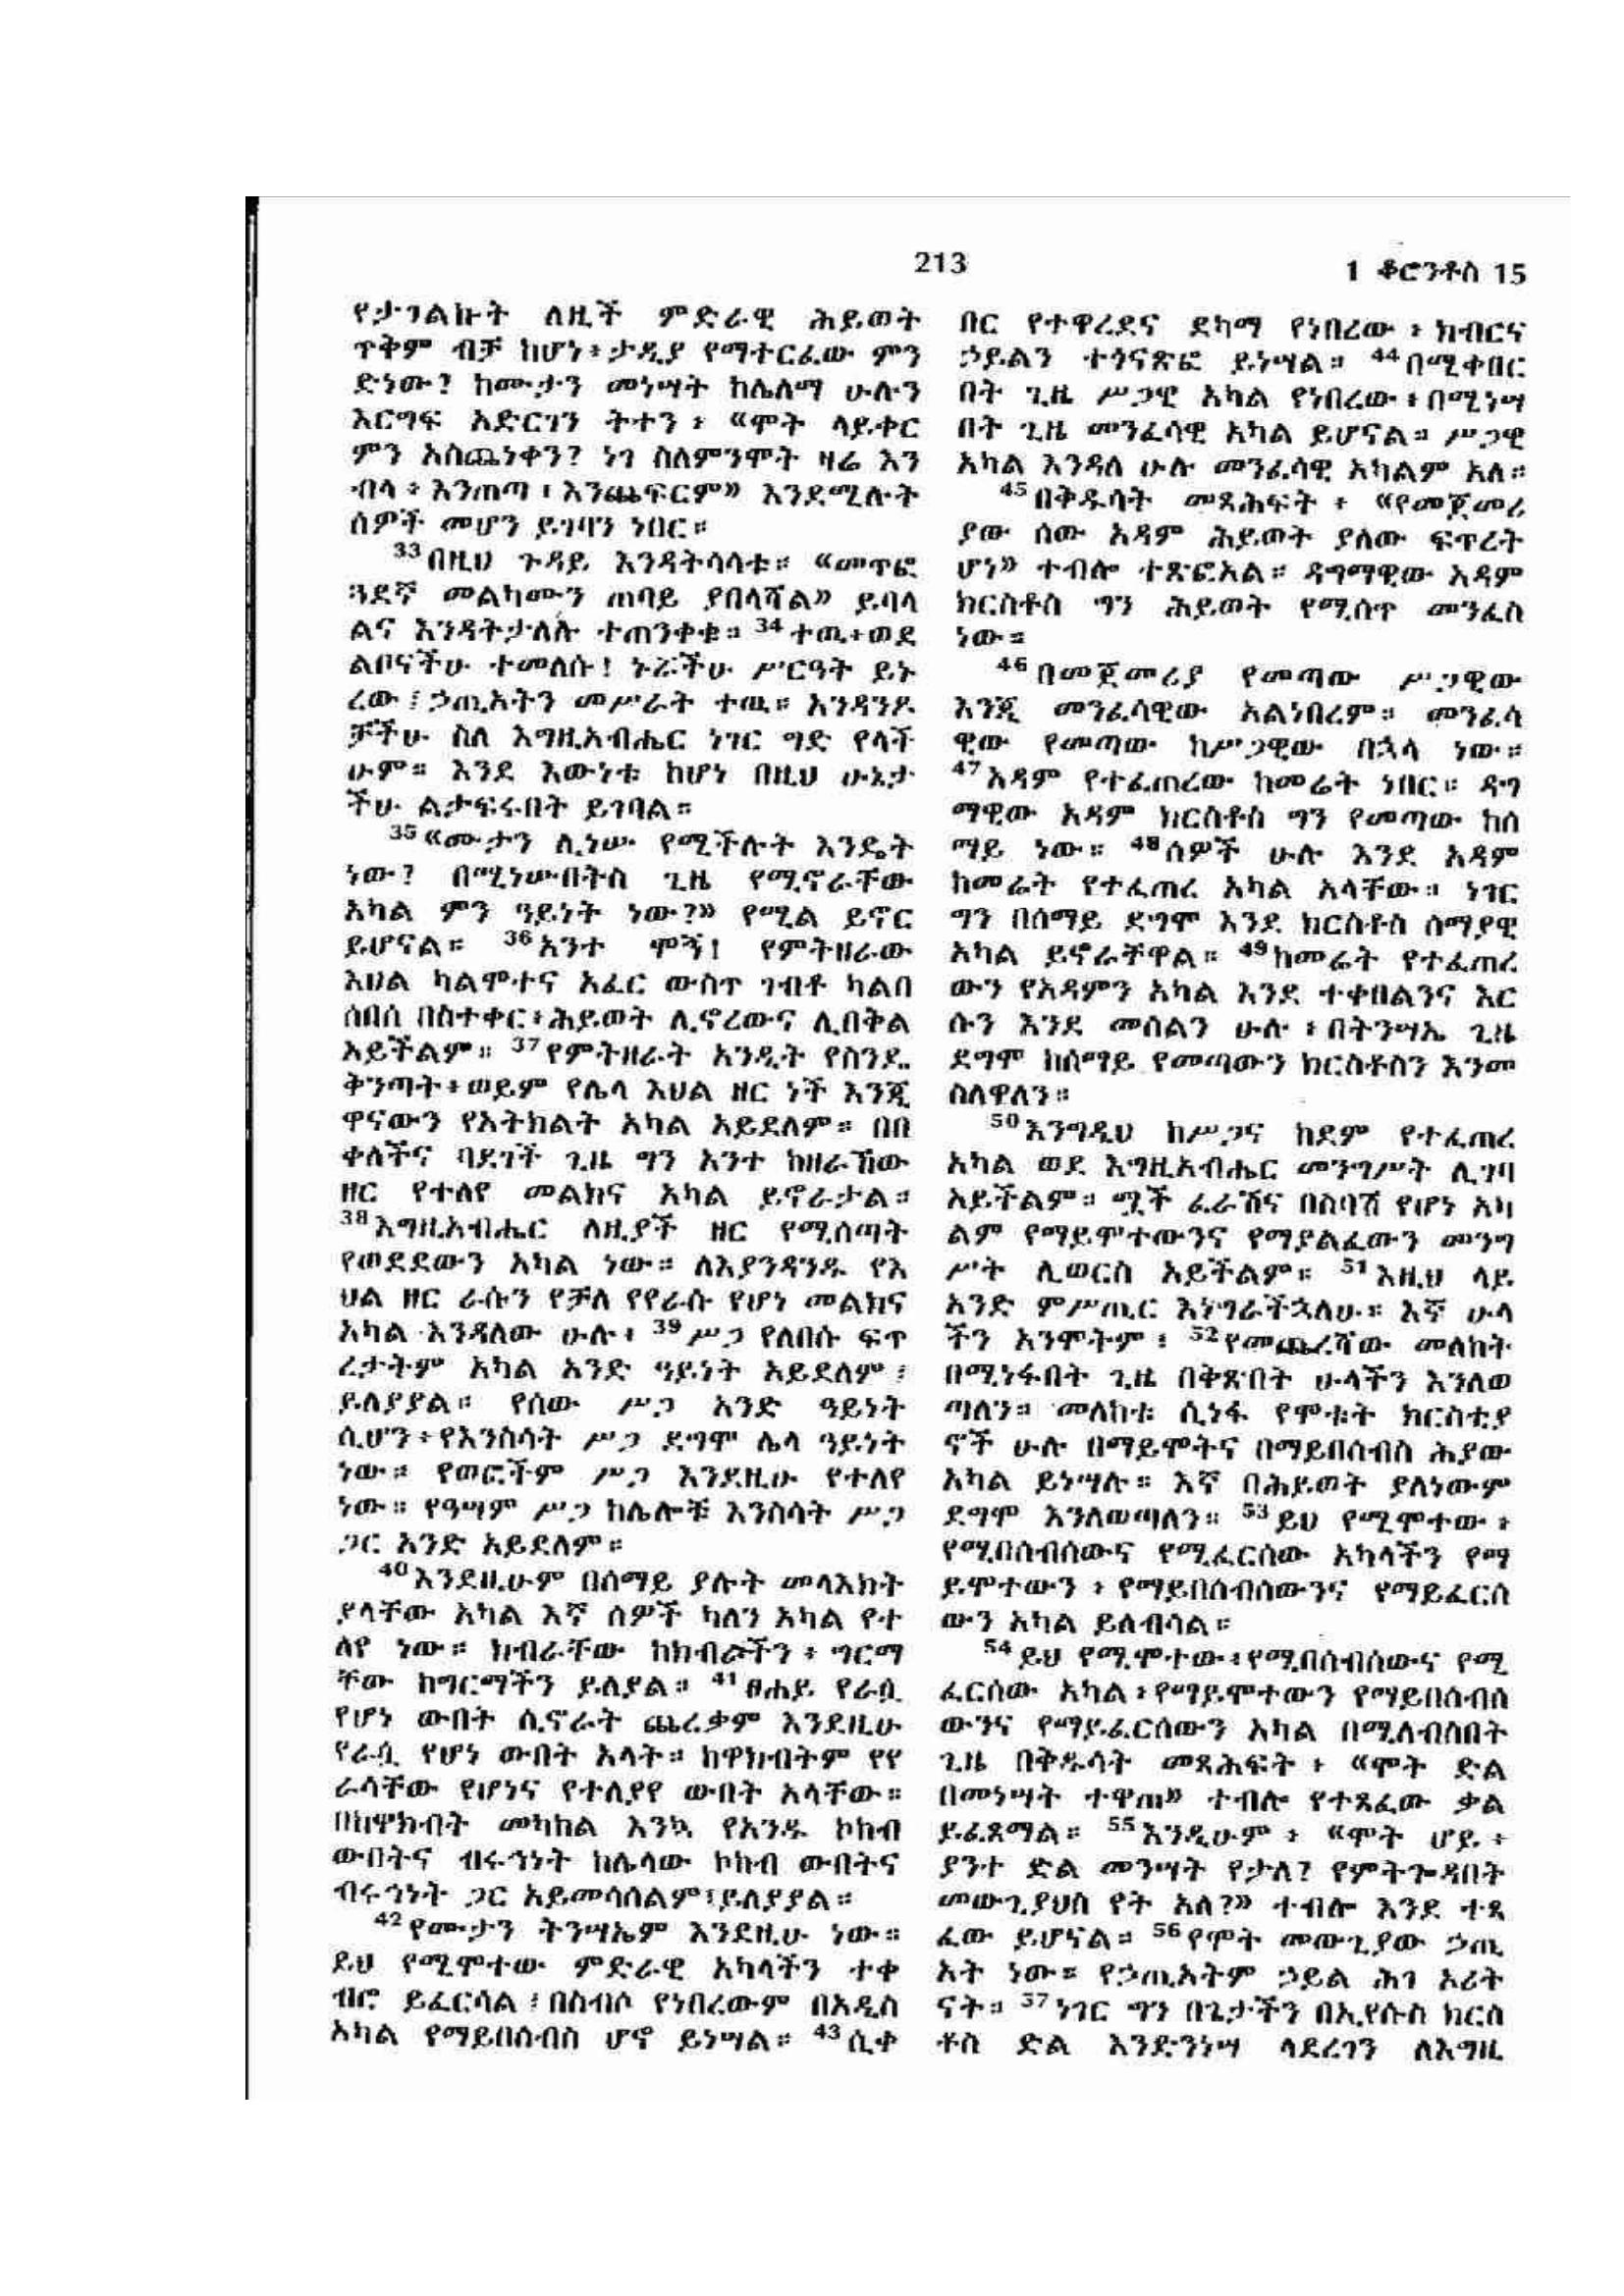 213
1 ቆሮንቶስ 15
የታገልኩት ለዚች ምድራዊ ሕይወት
ጥቅም ብቻ ከሆነ፥ ታዲያ የማተርፈው ምን
ድነው? ከሙታን መነሣት ከሌለማ ሁሉን
እርግፍ አድርገን ትተን ፥ «ሞት ላይቀር
ምን አስጨነቀን? ነገ ስለምንሞት ዛሬ እን
ብላ ፥ እንጠጣ ፣ እንጨፍርም» እንደሚሉት
ሰዎች መሆን ይገባን ነበር።
33 በዚህ ጉዳይ እንዳትሳሳቱ። «መጥፎ
ጓደኛ መልካሙን ጠባይ ያበላሻል» ይባላ
ልና እንዳትታለሉ ተጠንቀቁ። 34 ተዉ፥ ወደ
ልቦናችሁ ተመለሱ! ኑሯችሁ ሥርዓት ይኑ
ረው ፤ ኃጢአትን መሥራት ተዉ። አንዳንዶ
ቻችሁ ስለ እግዚአብሔር ነገር ግድ የላች
ሁም። እንደ እውነቱ ከሆነ በዚህ ሁኔታ
ችሁ ልታፍሩበት ይገባል።
35 «ሙታን ሊነሡ የሚችሉት እንዴት
ነው? በሚነሡበትስ ጊዜ የሚኖራቸው
አካል ምን ዓይነት ነው?» የሚል ይኖር
ይሆናል። 36 አንተ ሞኝ! የምትዘራው
እህል ካልሞተና አፈር ውስጥ ገብቶ ካልበ
ሰበሰ በስተቀር፥ ሕይወት ሊኖረውና ሊበቅል
አይችልም። 37 የምትዘራት አንዲት የስንዴ
ቅንጣት፥ ወይም የሌላ እህል ዘር ነች እንጂ
ዋናውን የአትክልት አካል አይደለም። በበ
ቀለችና ባደገች ጊዜ ግን አንተ ከዘራኸው
ዘር የተለየ መልክና አካል ይኖራታል።
38 እግዚአብሔር ለዚያች ዘር የሚሰጣት
የወደደውን አካል ነው። ለእያንዳንዱ የእ
ህል ዘር ራሱን የቻለ የየራሱ የሆነ መልክና
አካል እንዳለው ሁሉ፥ 39 ሥጋ የለበሱ ፍጥ
ረታትም አካል አንድ ዓይነት አይደለም ፤
ይለያያል። የሰው ሥጋ አንድ ዓይነት
ሲሆን፥ የእንስሳት ሥጋ ደግሞ ሌላ ዓይነት
ነው። የወፎችም ሥጋ እንደዚሁ የተለየ
ነው። የዓሣም ሥጋ ከሌሎቹ እንስሳት ሥጋ
ጋር አንድ አይደለም።
40 እንደዚሁም በሰማይ ያሉት መላእክት
ያላቸው አካል እኛ ሰዎች ካለን አካል የተ
ለየ ነው። ክብራቸው ከክብራችን ፥ ግርማ
ቸው ከግርማችን ይለያል። 41 ፀሐይ የራሷ
የሆነ ውበት ሲኖራት ጨረቃም እንደዚሁ
የራሷ የሆነ ውበት አላት። ከዋክብትም የየ
ራሳቸው የሆነና የተለያየ ውበት አላቸው።
በከዋክብት መካከል እንኳ የአንዱ ኮከብ
ውበትና ብሩኅነት ከሌላው ኮከብ ውበትና
ብሩኅነት ጋር አይመሳሰልም፤ ይለያያል።
42 የሙታን ትንሣኤም እንደዚሁ ነው።
ይህ የሚሞተው ምድራዊ አካላችን ተቀ
ብሮ ይፈርሳል ፤ በስብሶ የነበረውም በአዲስ
አካል የማይበሰብስ ሆኖ ይነሣል። 43 ሲቀ
በር የተዋረደና ደካማ የነበረው ፥ ክብርና
ኃይልን ተጎናጽፎ ይነሣል። 44 በሚቀበር
በት ጊዜ ሥጋዊ አካል የነበረው ፥ በሚነሣ
በት ጊዜ መንፈሳዊ አካል ይሆናል። ሥጋዊ
አካል እንዳለ ሁሉ መንፈሳዊ አካልም አለ።
45 በቅዱሳት መጻሕፍት ፥ «የመጀመሪ
ያው ሰው አዳም ሕይወት ያለው ፍጥረት
ሆነ» ተብሎ ተጽፎአል። ዳግማዊው አዳም
ክርስቶስ ግን ሕይወት የሚሰጥ መንፈስ
ነው።
46 በመጀመሪያ የመጣው ሥጋዊው
እንጂ መንፈሳዊው አልነበረም። መንፈሳ
ዊው የመጣው ከሥጋዊው በኋላ ነው።
47 አዳም የተፈጠረው ከመሬት ነበር። ዳግ
ማዊው አዳም ክርስቶስ ግን የመጣው ከሰ
ማይ ነው። 48 ሰዎች ሁሉ እንደ አዳም
ከመሬት የተፈጠረ አካል አላቸው። ነገር
ግን በሰማይ ደግሞ እንደ ክርስቶስ ሰማያዊ
አካል ይኖራቸዋል። 49 ከመሬት የተፈጠረ
ውን የአዳምን አካል እንደ ተቀበልንና እር
ሱን እንደ መሰልን ሁሉ ፥ በትንሣኤ ጊዜ
ደግሞ ከሰማይ የመጣውን ክርስቶስን እንመ
ስለዋለን።
50 እንግዲህ ከሥጋና ከደም የተፈጠረ
አካል ወደ እግዚአብሔር መንግሥት ሊገባ
አይችልም። ሟች ፈራሽና በስባሽ የሆነ አካ
ልም የማይሞተውንና የማያልፈውን መንግ
ሥት ሊወርስ አይችልም። 51 እዚህ ላይ
አንድ ምሥጢር እነግራችኋለሁ። እኛ ሁላ
ችን አንሞትም ፤ 52 የመጨረሻው መለከት
በሚነፋበት ጊዜ በቅጽበት ሁላችን እንለወ
ጣለን። መለከቱ ሲነፋ የሞቱት ክርስቲያ
ኖች ሁሉ በማይሞትና በማይበሰብስ ሕያው
አካል ይነሣሉ። እኛ በሕይወት ያለነውም
ደግሞ እንለወጣለን። 53 ይህ የሚሞተው ፥
የሚበሰብሰውና የሚፈርሰው አካላችን የማ
ይሞተውን ፥ የማይበሰብሰውንና የማይፈርሰ
ውን አካል ይለብሳል።
54 ይህ የሚሞተው፥ የሚበሰብሰውና የሚ
ፈርሰው አካል፥ የማይሞተውን የማይበሰብሰ
ውንና የማይፈርሰውን አካል በሚለብስበት
ጊዜ በቅዱሳት መጻሕፍት ፥ «ሞት ድል
በመነሣት ተዋጠ» ተብሎ የተጻፈው ቃል
ይፈጸማል። 55 እንዲሁም ፥ «ሞት ሆይ ፥
ያንተ ድል መንሣት የታለ? የምትጐዳበት
መውጊያህስ የት አለ?» ተብሎ እንደ ተጻ
ፈው ይሆናል። 56 የሞት መውጊያው ኃጢ
አት ነው። የኃጢአትም ኃይል ሕገ ኦሪት
ናት። 57 ነገር ግን በጌታችን በኢየሱስ ክርስ
ቶስ ድል እንድንነሣ ላደረገን ለእግዚ